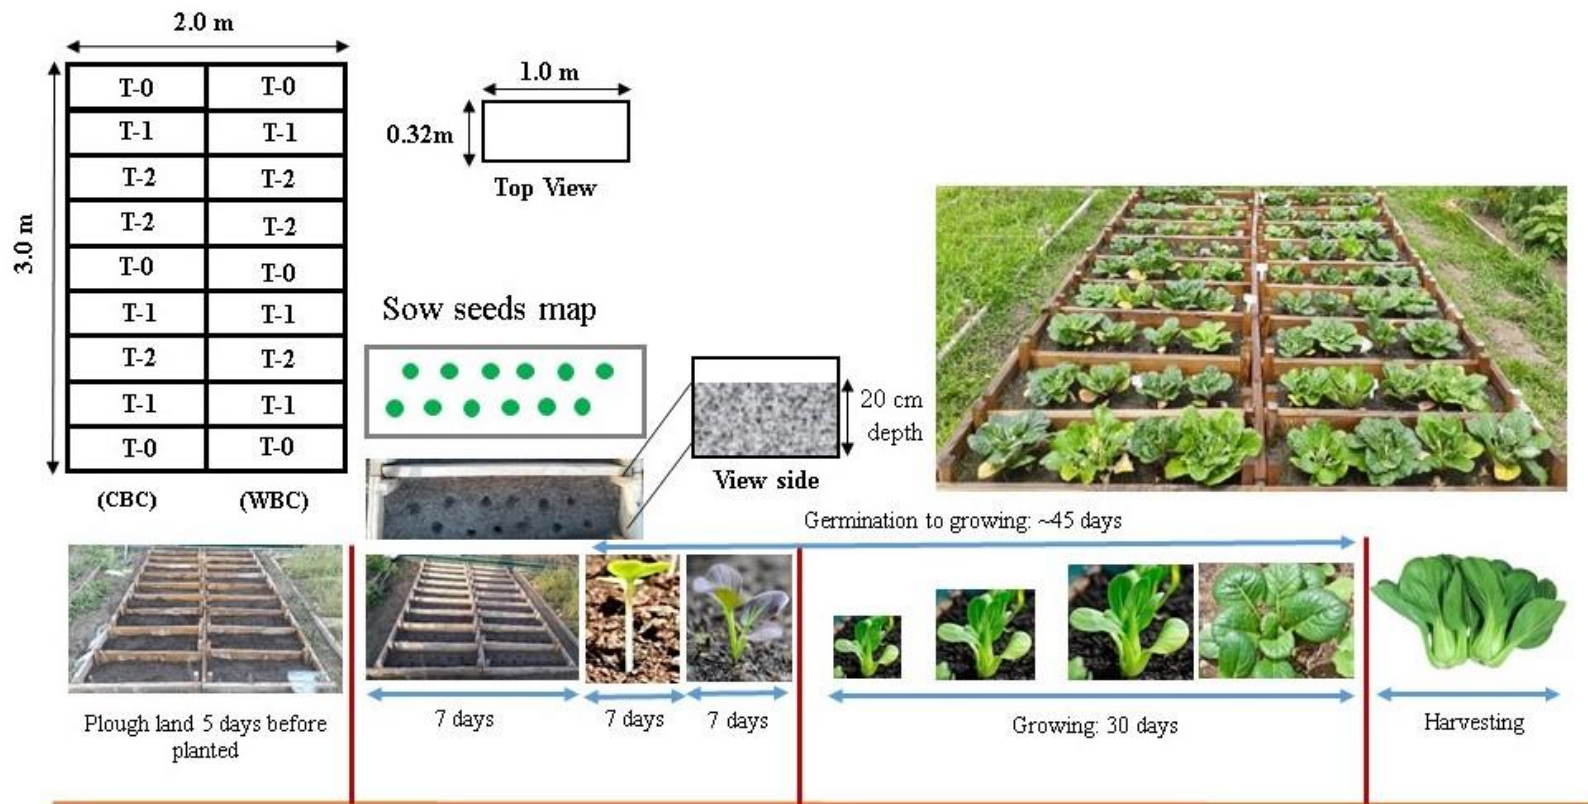 2.0 m
3.0 m
T-0 T-0
T-1 T-1
T-2 T-2
T-2 T-2
T-0 T-0
T-1 T-1
T-2 T-2
T-1 T-1
T-0 T-0
(CBC) (WBC)
1.0 m
0.32m
Top View
Sow seeds map
20 cm
depth
View side
Germination to growing: ~45 days
Plough land 5 days before
planted
7 days
7 days
7 days
Growing: 30 days
Harvesting